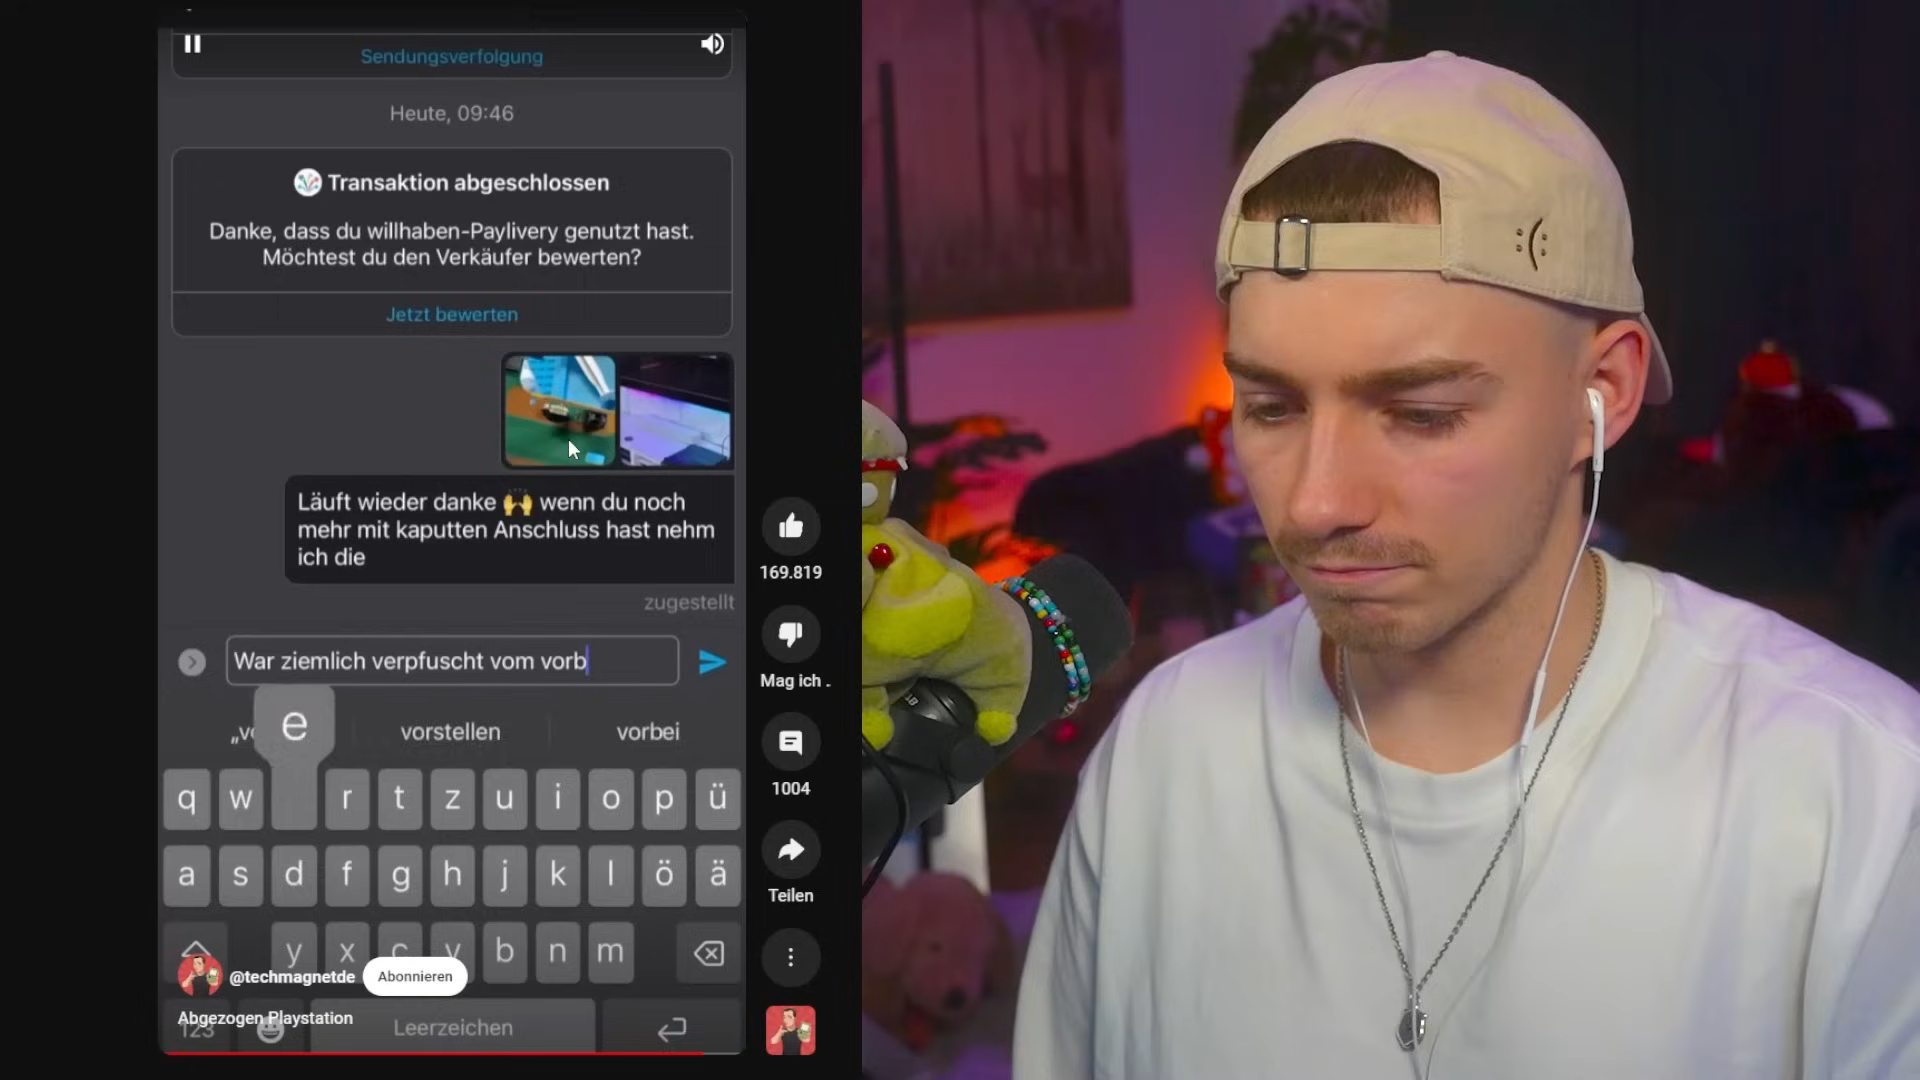 Sendungsverfolgung
Heute, 09:46
Transaktion abgeschlossen
Danke, dass du willhaben-Paylivery genutzt hast.
Möchtest du den Verkäufer bewerten?
Jetzt bewerten
Läuft wieder danke 🙌 wenn du noch
mehr mit kaputten Anschluss hast nehm
ich die
zugestellt
War ziemlich verpfuscht vom vorb
e
vorstellen
vorbei
q w r t z u i o p ü
a s d f g h j k l ö ä
y x c v b n m
@techmagnetde
Abonnieren
Abgezogen Playstation
123
Leerzeichen
169.819
Mag ich .
1004
Teilen